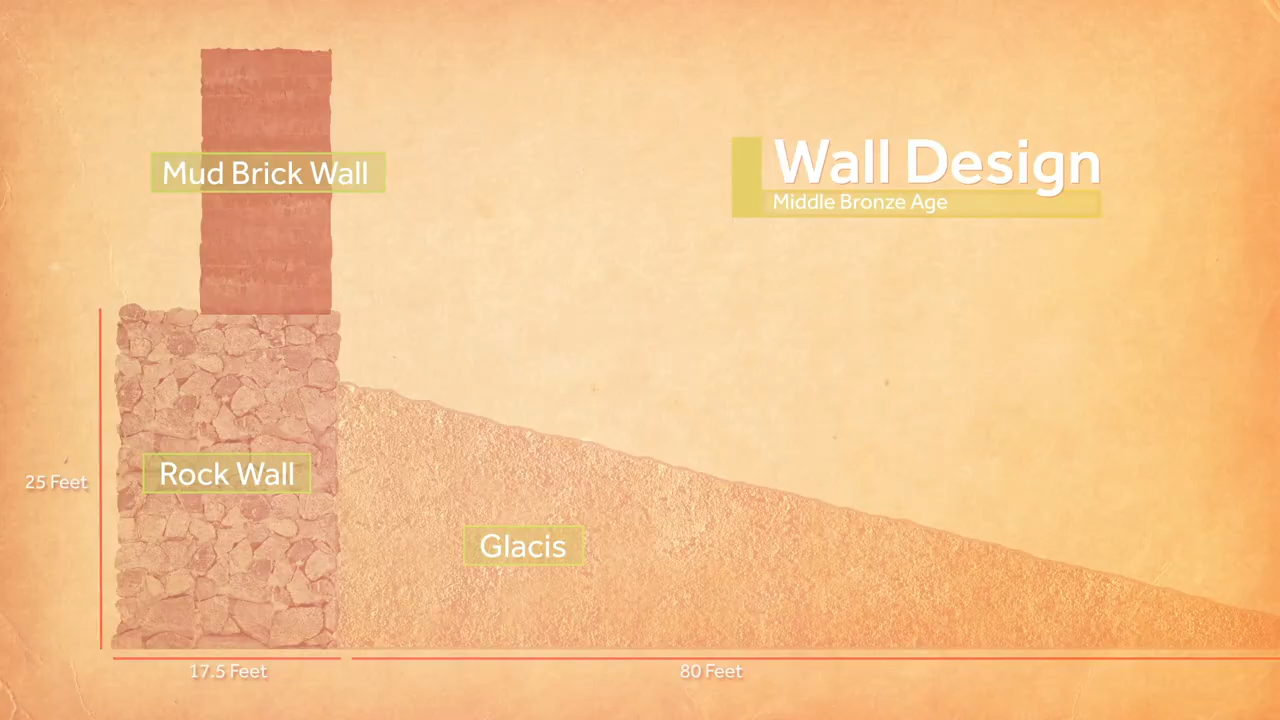 Wall Design
Middle Bronze Age
Mud Brick Wall
Rock Wall
25 Feet
Glacis
17.5 Feet
80 Feet